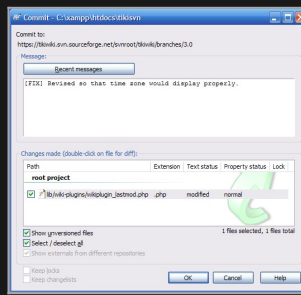 Commit - C:\xampp\htdocs\tikisvn
Commit to:
https://tikiwiki.svn.sourceforge.net/svnroot/tikiwiki/branches/3.0
Message:
Recent messages
[FIX] Revised so that time zone would display properly.
Changes made (double-click on file for diff):
Path Extension Text status Property status Lock
root project
lib/wiki-plugins/wikiplugin_lastmod.php .php modified normal
Show unversioned files 1 files selected, 1 files total
Select / deselect all
Show externals from different repositories
Keep locks
Keep changelists
OK Cancel Help